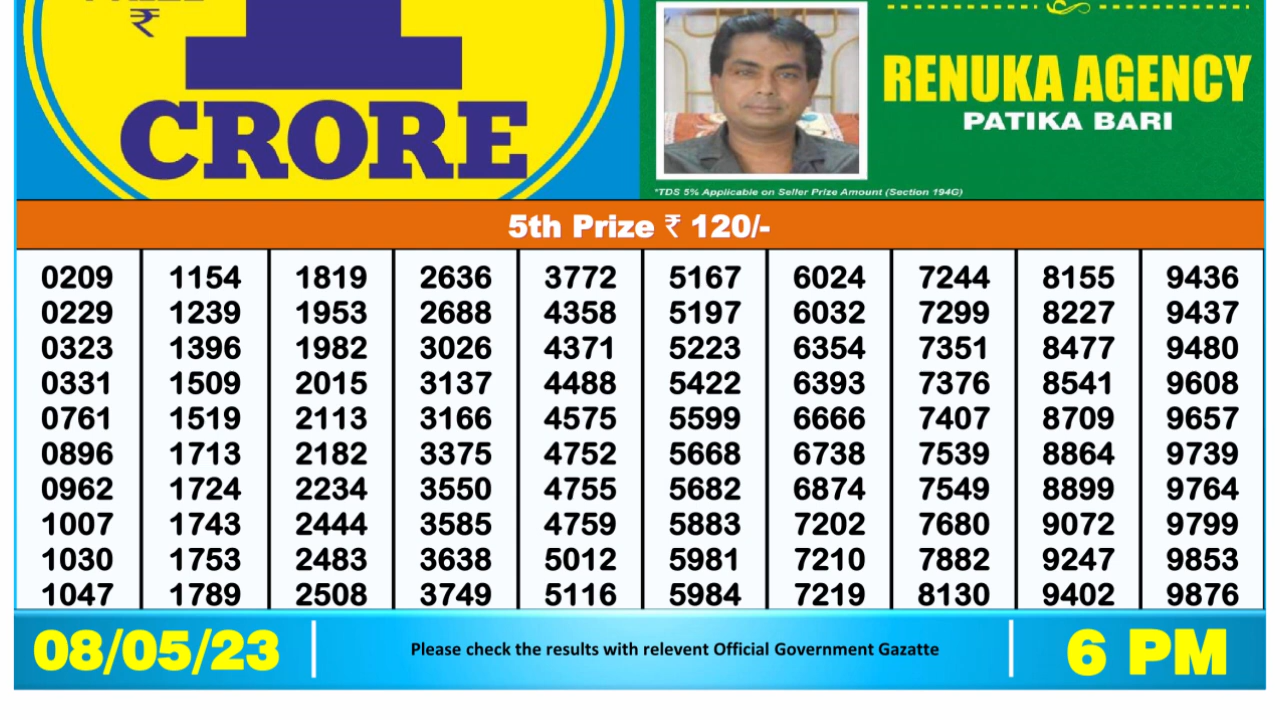 ₹
1
CRORE
RENUKA AGENCY
PATIKA BARI
*TDS 5% Applicable on Seller Prize Amount (Section 194G)
5th Prize ₹ 120/-
0209 1154 1819 2636 3772 5167 6024 7244 8155 9436
0229 1239 1953 2688 4358 5197 6032 7299 8227 9437
0323 1396 1982 3026 4371 5223 6354 7351 8477 9480
0331 1509 2015 3137 4488 5422 6393 7376 8541 9608
0761 1519 2113 3166 4575 5599 6666 7407 8709 9657
0896 1713 2182 3375 4752 5668 6738 7539 8864 9739
0962 1724 2234 3550 4755 5682 6874 7549 8899 9764
1007 1743 2444 3585 4759 5883 7202 7680 9072 9799
1030 1753 2483 3638 5012 5981 7210 7882 9247 9853
1047 1789 2508 3749 5116 5984 7219 8130 9402 9876
08/05/23
Please check the results with relevent Official Government Gazatte
6 PM